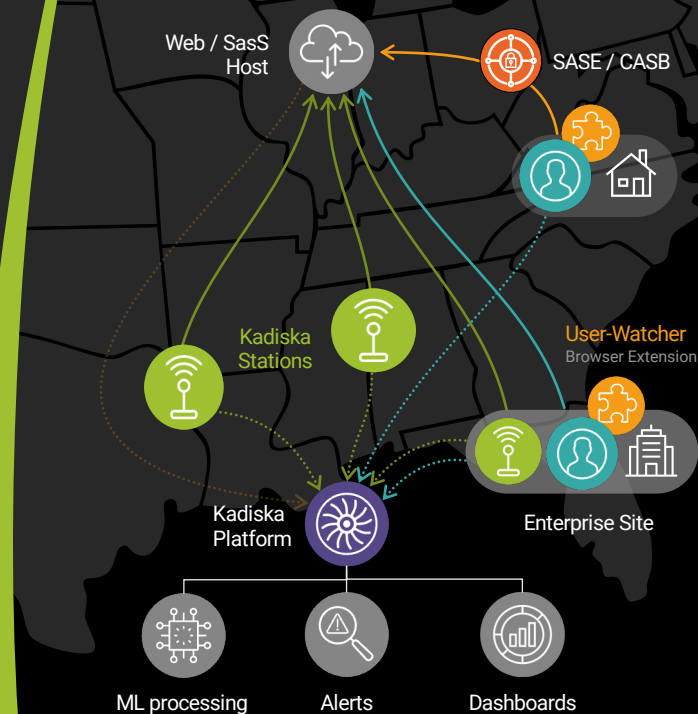 Web / SasS
Host
SASE / CASB
Kadiska
Stations
User-Watcher
Browser Extension
Kadiska
Platform
Enterprise Site
ML processing
Alerts
Dashboards